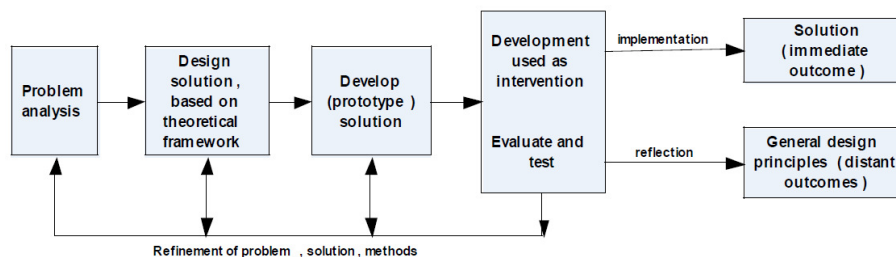 Problem
analysis
Design
solution ,
based on
theoretical
framework
Develop
(prototype )
solution
Development
used as
intervention
Evaluate and
test
implementation
Solution
( immediate
outcome )
reflection
General design
principles ( distant
outcomes )
Refinement of problem , solution , methods